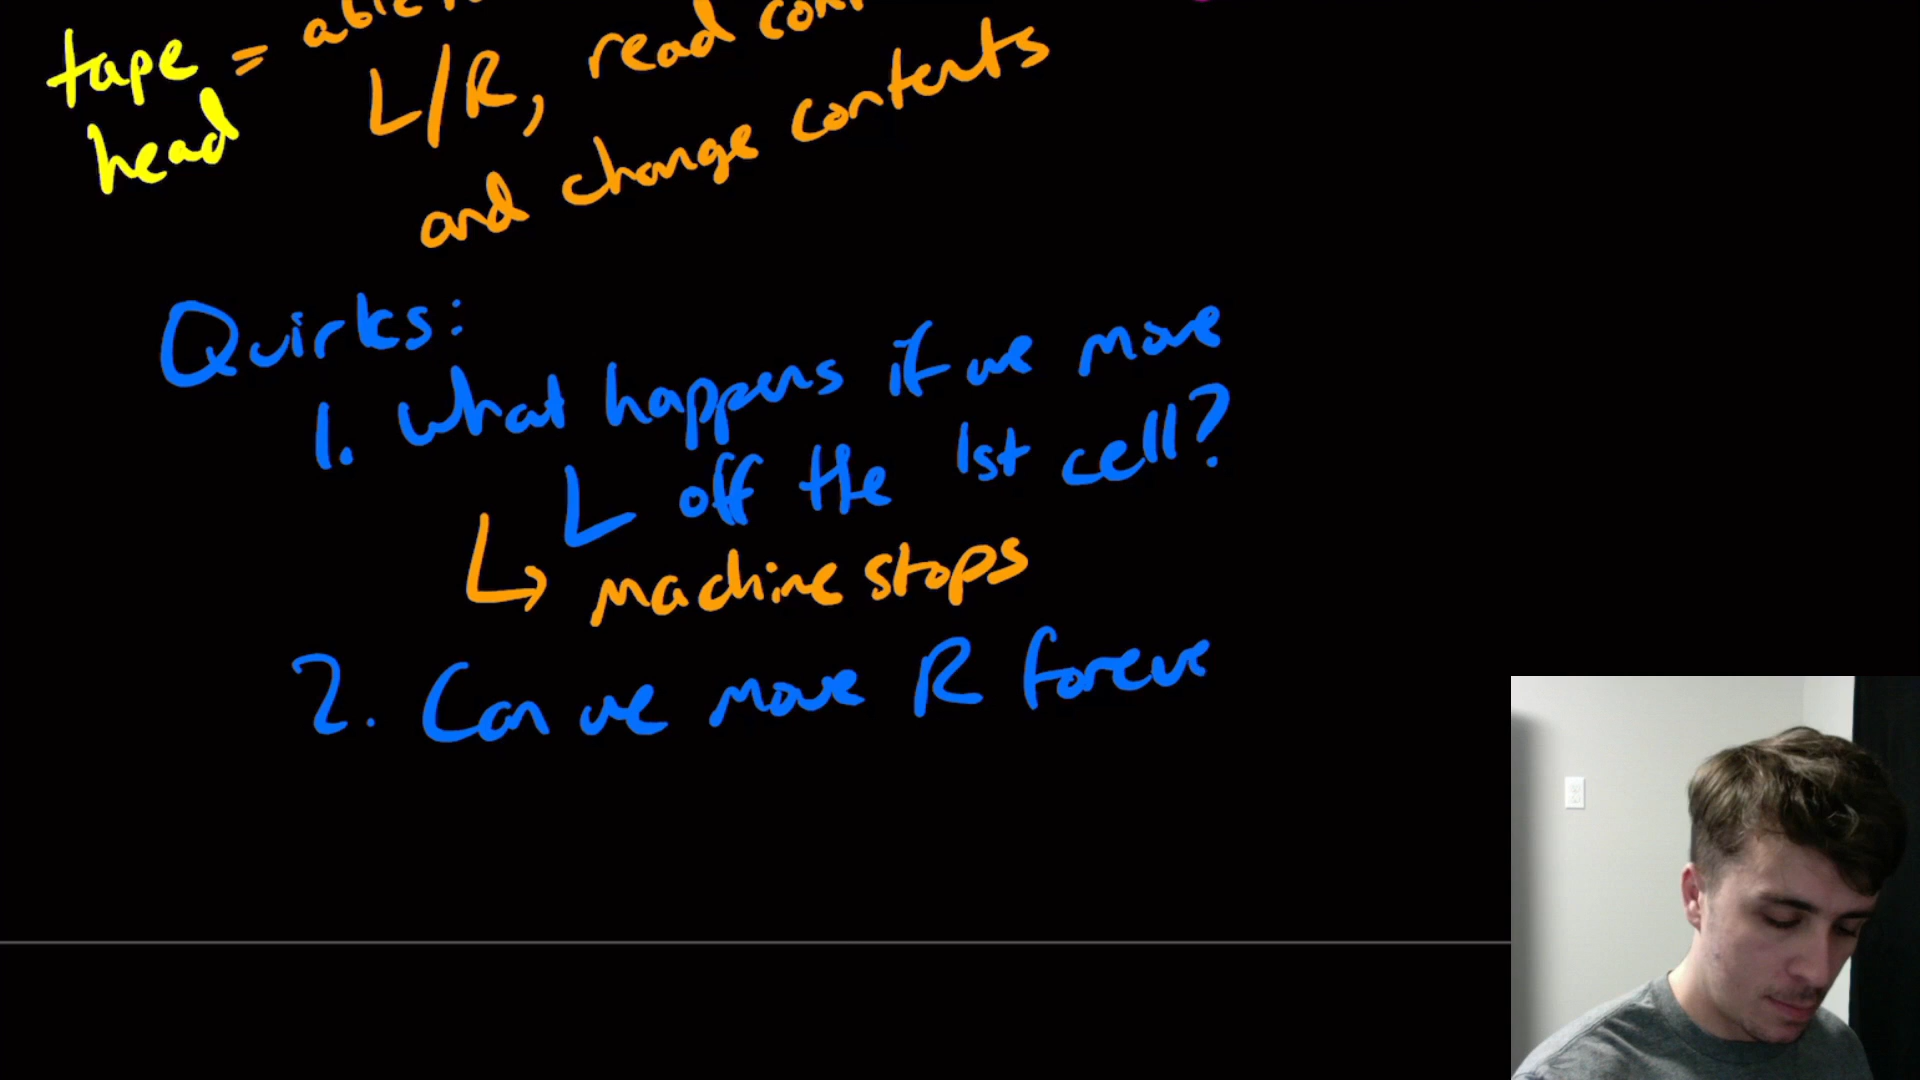 tape =
L/R, read
head
and change contents
Quirks:
1. What happens if we move
L off the 1st cell?
↳ machine stops
2. Can we move R foreve